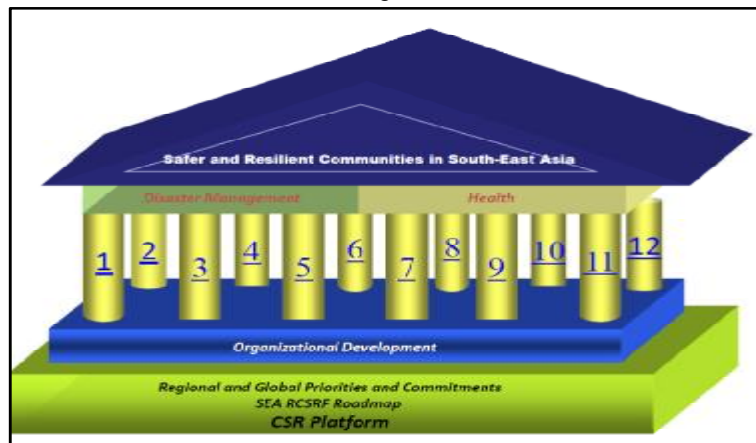 Safer and Resilient Communities in South-East Asia
Disaster Management Health
1 2 3 4 5 6 7 8 9 10 11 12
Organizational Development
Regional and Global Priorities and Commitments
SEA RCSRF Roadmap
CSR Platform